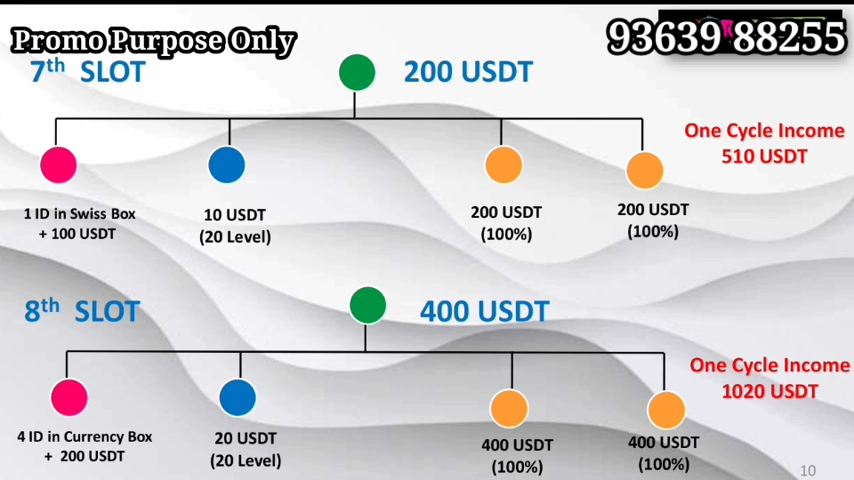 Promo Purpose Only
93639 88255
7th SLOT
200 USDT
One Cycle Income
510 USDT
1 ID in Swiss Box
+ 100 USDT
10 USDT
(20 Level)
200 USDT
(100%)
200 USDT
(100%)
8th SLOT
400 USDT
One Cycle Income
1020 USDT
4 ID in Currency Box
+ 200 USDT
20 USDT
(20 Level)
400 USDT
(100%)
400 USDT
(100%)
10